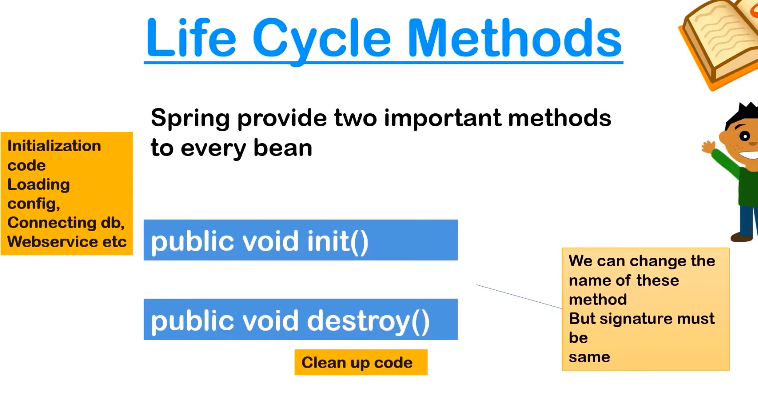 Life Cycle Methods
Spring provide two important methods
to every bean
Initialization
code
Loading
config,
Connecting db,
Webservice etc
public void init()
We can change the
name of these
method
But signature must
be
same
public void destroy()
Clean up code